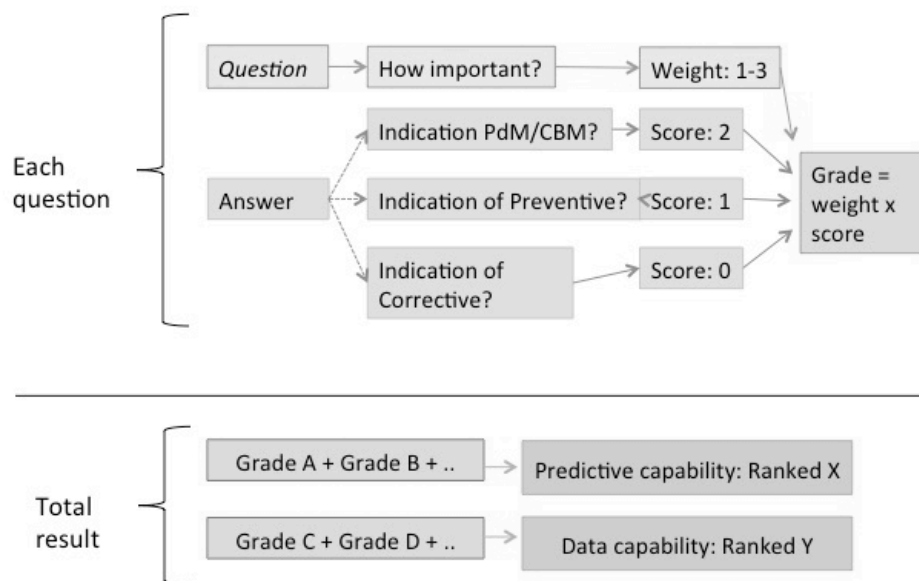 Question
How important?
Weight: 1-3
Each
question
Answer
Indication PdM/CBM?
Score: 2
Indication of Preventive?
Score: 1
Indication of
Corrective?
Score: 0
Grade =
weight x
score
Total
result
Grade A + Grade B + ..
Predictive capability: Ranked X
Grade C + Grade D + ..
Data capability: Ranked Y